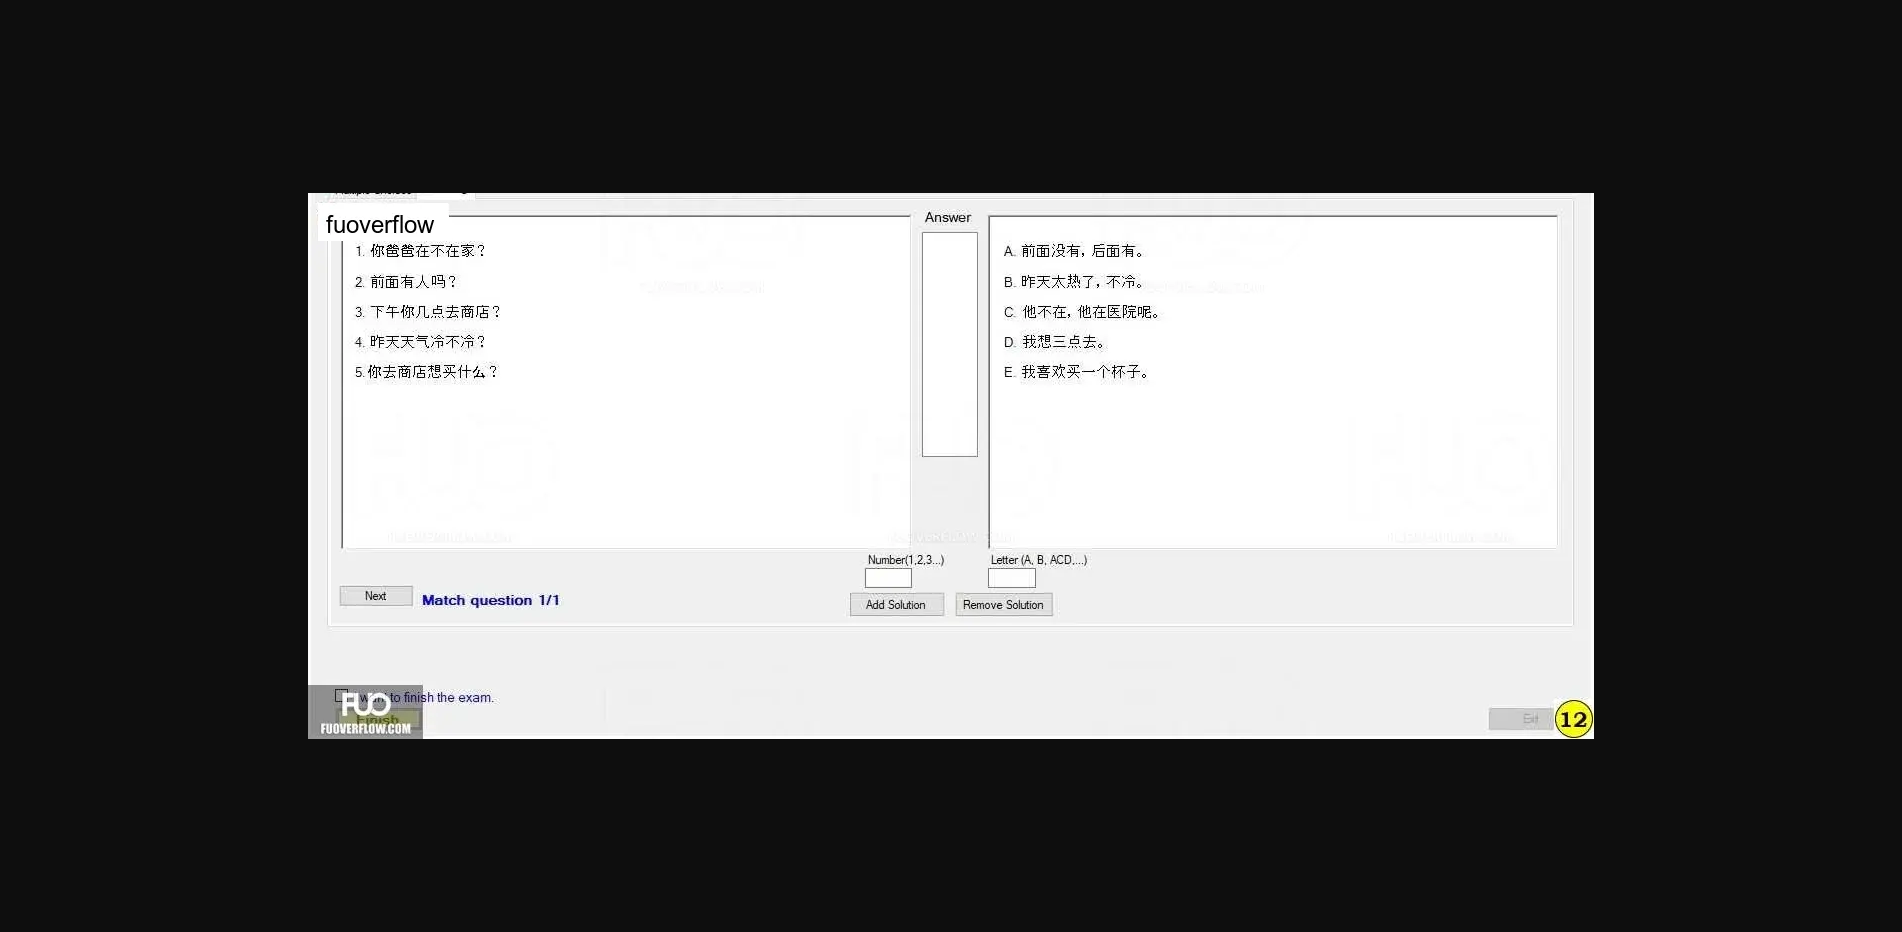 fuoverflow
Answer
1. 你爸爸在不在家？
2. 前面有人吗？
3. 下午你几点去商店？
4. 昨天天气冷不冷？
5.你去商店想买什么？
A. 前面没有, 后面有。
B. 昨天太热了, 不冷。
C. 他不在, 他在医院呢。
D. 我想三点去。
E. 我喜欢买一个杯子。
Number(1,2,3...)
Letter (A, B, ACD,...)
Next
Match question 1/1
Add Solution
Remove Solution
want to finish the exam.
Finish
FUO
FUOVERFLOW.COM
Exit
12